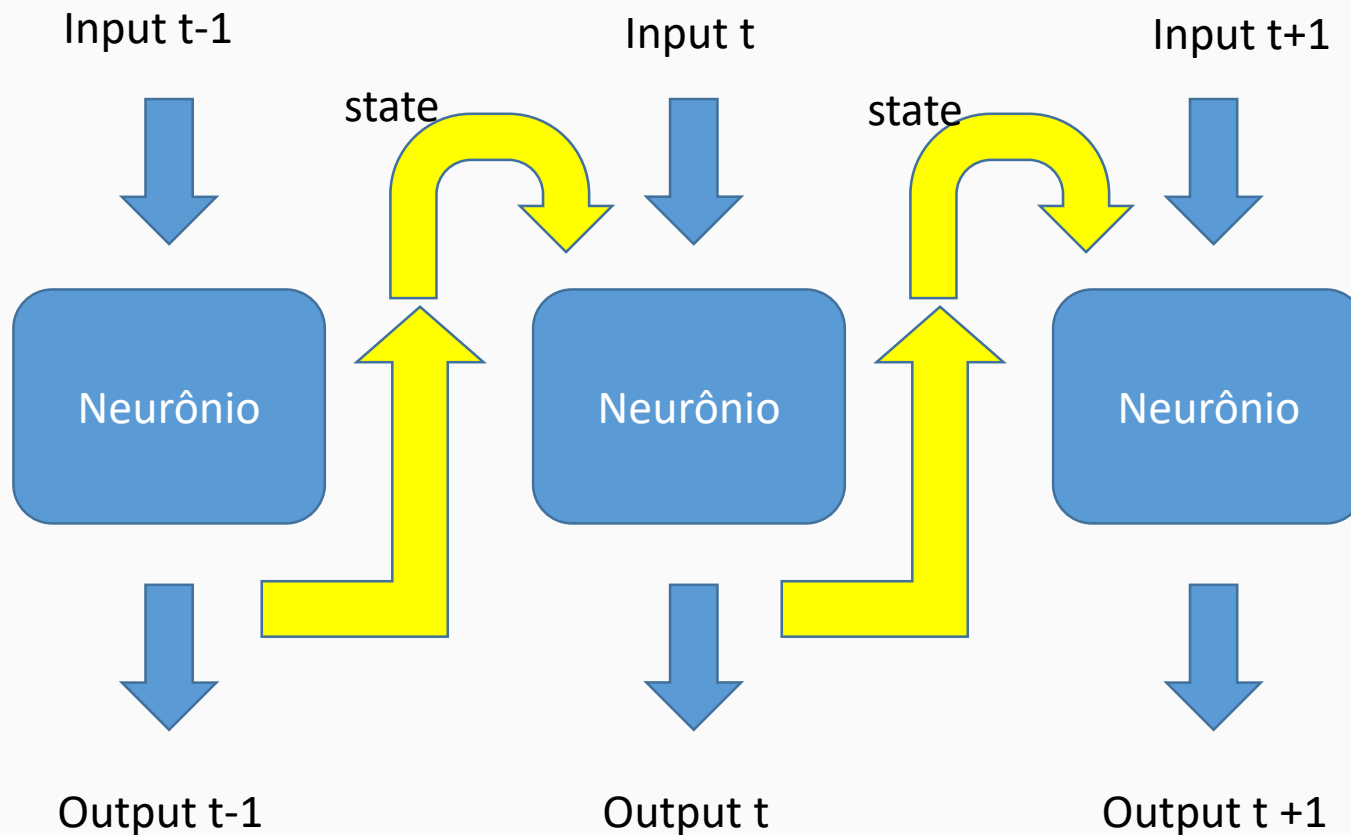 Input t-1
Input t
Input t+1
state
state
Neurônio
Neurônio
Neurônio
Output t-1
Output t
Output t +1